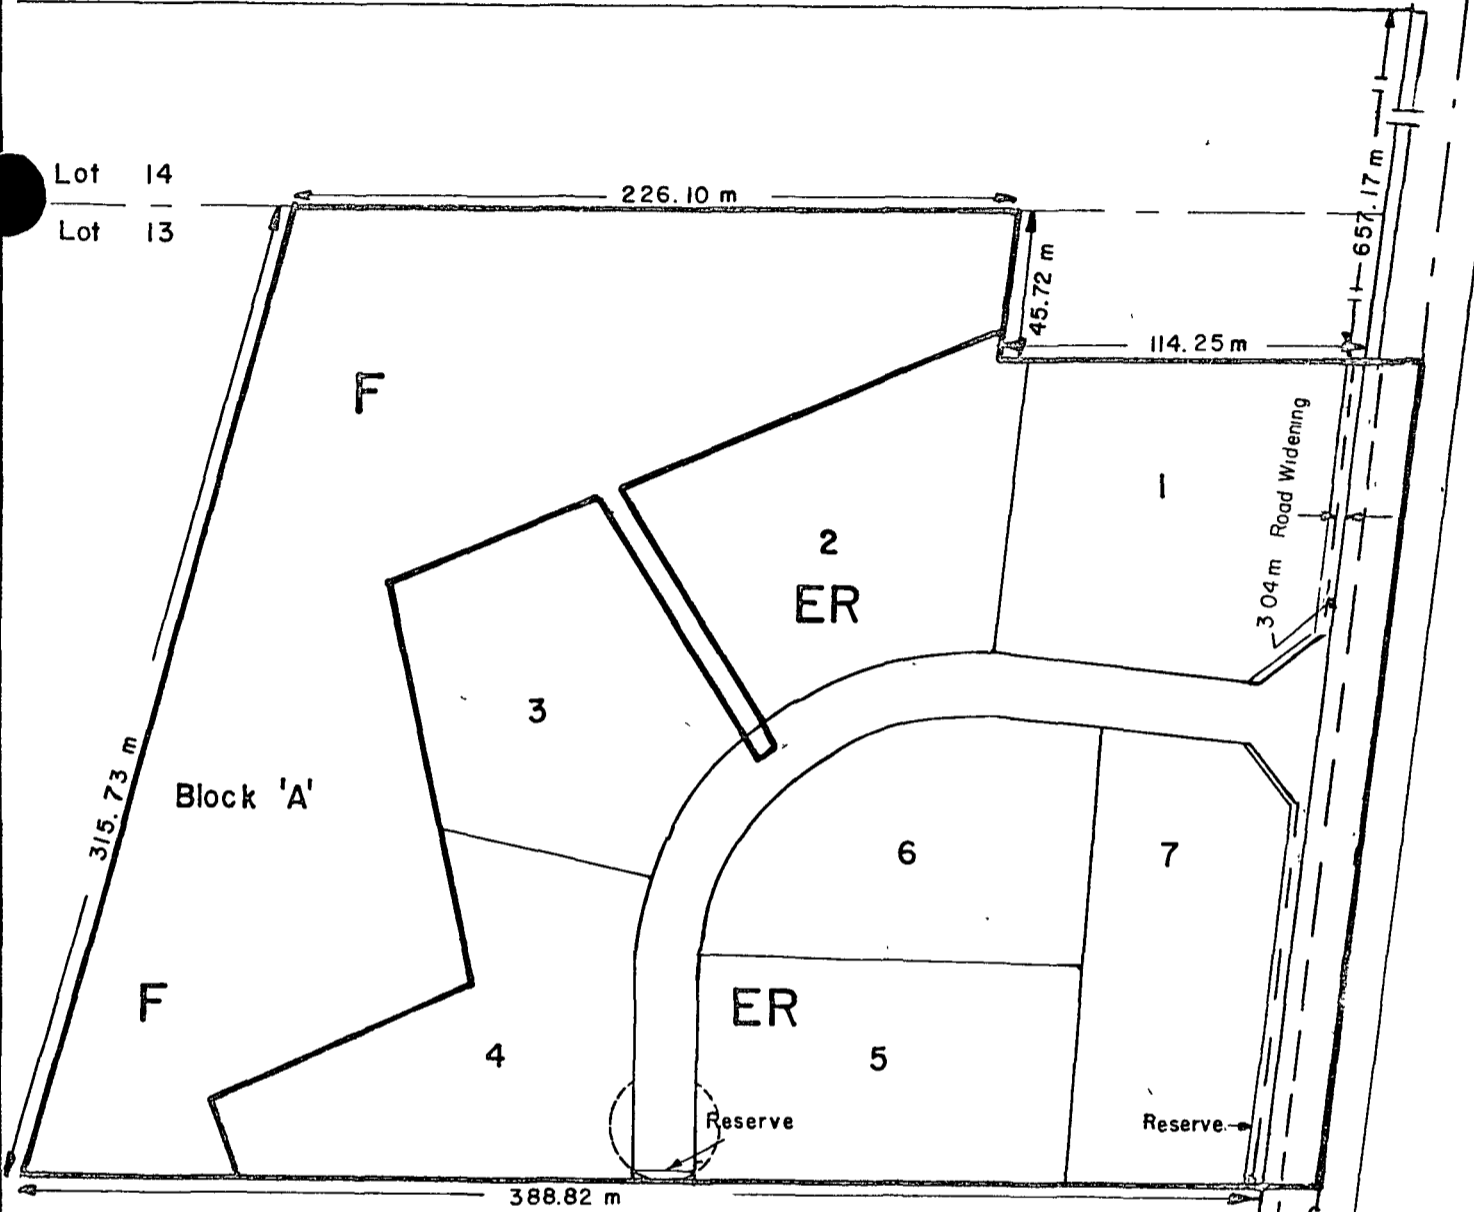 Lot 14
226.10 m
657.17 m
Lot 13
45.72 m
114.25 m
F
3 04 m Road Widening
1
2
ER
3
315.73 m
Block 'A'
6
7
F
ER
4
5
Reserve
Reserve
388.82 m